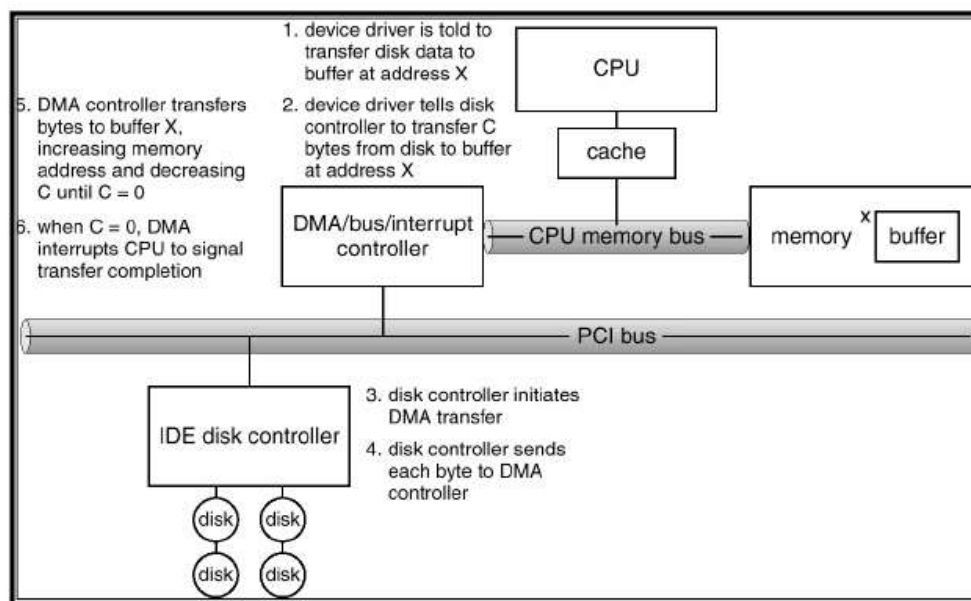 1. device driver is told to
transfer disk data to
buffer at address X
2. device driver tells disk
controller to transfer C
bytes from disk to buffer
at address X
5. DMA controller transfers
bytes to buffer X,
increasing memory
address and decreasing
C until C = 0
6. when C = 0, DMA
interrupts CPU to signal
transfer completion
CPU
cache
DMA/bus/interrupt
controller
CPU memory bus
memory
X
buffer
PCI bus
IDE disk controller
3. disk controller initiates
DMA transfer
4. disk controller sends
each byte to DMA
controller
disk
disk
disk
disk